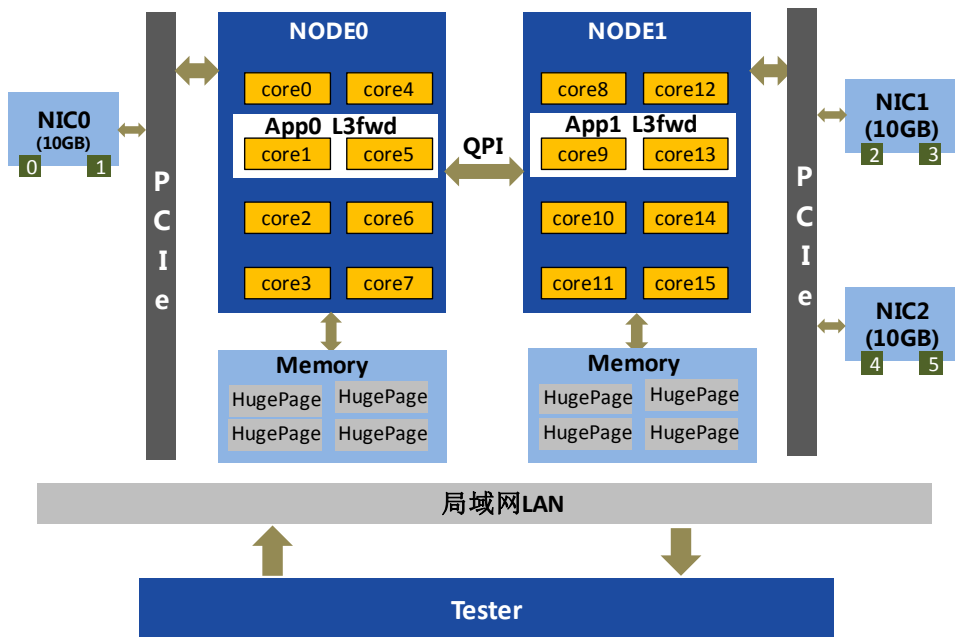 NODE0
core0
core4
App0 L3fwd
core1
core5
core2
core6
core3
core7
NODE1
core8
core12
App1 L3fwd
core9
core13
core10
core14
core11
core15
QPI
NIC0
(10GB)
0
1
PCIe
PCIe
NIC1
(10GB)
2
3
NIC2
(10GB)
4
5
Memory
HugePage
HugePage
HugePage
HugePage
Memory
HugePage
HugePage
HugePage
HugePage
局域网LAN
Tester